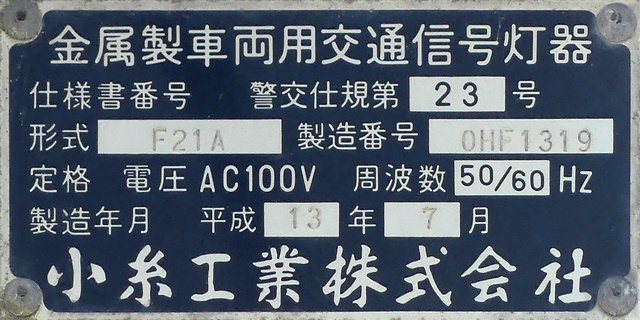 金属製車両用交通信号灯器
仕様書番号 警交仕規第 23 号
形式 F21A 製造番号 OHF1319
定格 電圧 AC100V 周波数 50/60 Hz
製造年月 平成 13 年 7 月
小糸工業株式会社